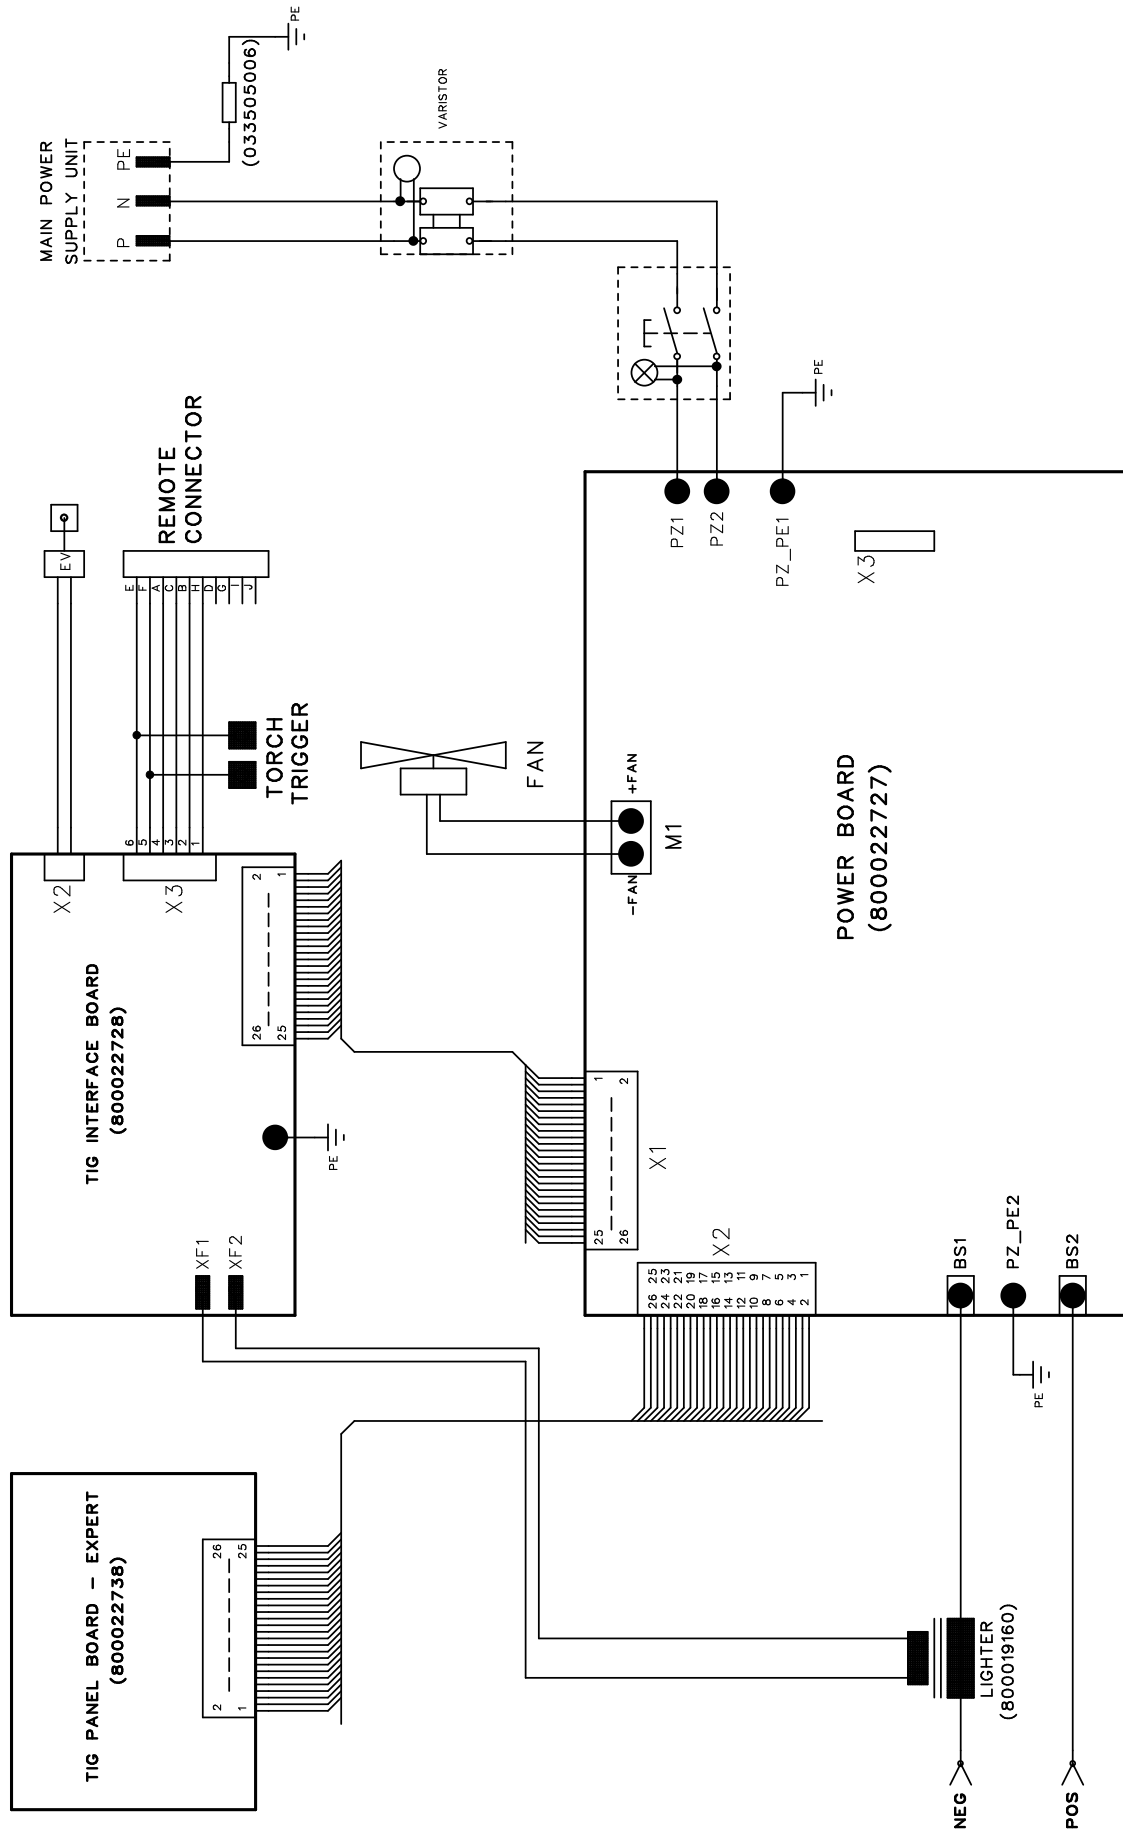 TIG PANEL BOARD – EXPERT
(800022738)
2
1
26
25
TIG INTERFACE BOARD
(800022728)
XF1
XF2
PE
26
25
2
1
X2
X3
6
5
4
3
2
1
EV
E
F
A
C
B
H
D
G
I
J
REMOTE
CONNECTOR
TORCH
TRIGGER
MAIN POWER
SUPPLY UNIT
P
N
PE
(033505006)
PE
VARISTOR
FAN
-FAN
+FAN
M1
POWER BOARD
(800022727)
PZ1
PZ2
PZ_PE1
PE
X3
X1
25
26
1
2
X2
26 25
24 23
22 21
20 19
18 17
16 15
14 13
12 11
10 9
8 7
6 5
4 3
2 1
BS1
PZ_PE2
BS2
PE
LIGHTER
(800019160)
NEG
POS